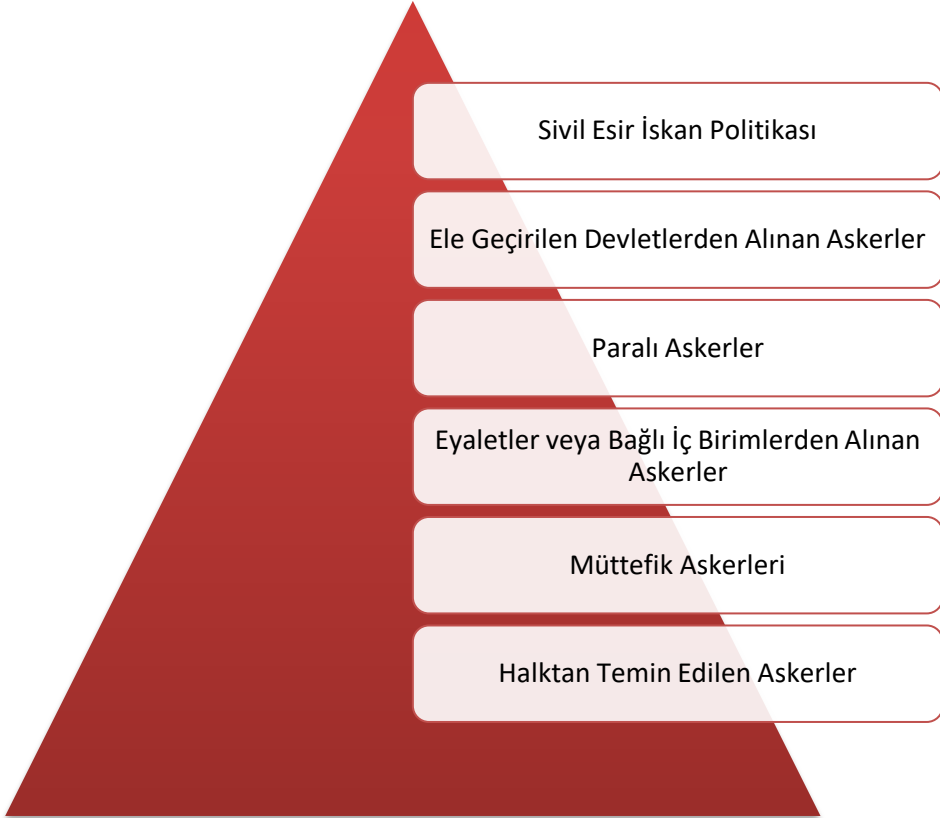 Sivil Esir İskan Politikası
Ele Geçirilen Devletlerden Alınan Askerler
Paralı Askerler
Eyaletler veya Bağlı İç Birimlerden Alınan
Askerler
Müttefik Askerleri
Halktan Temin Edilen Askerler